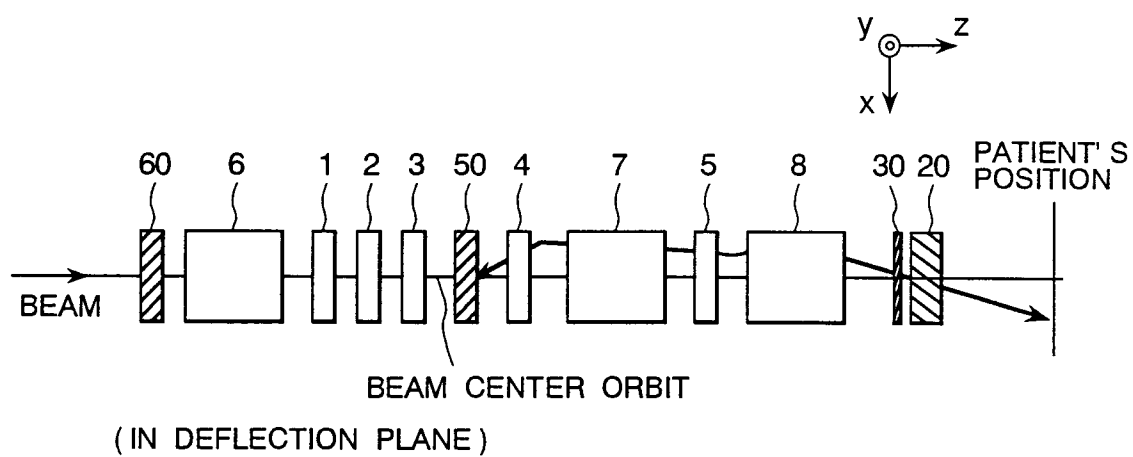 y z
x
PATIENT'S
POSITION
60 6 1 2 3 50 4 7 5 8 30 20
BEAM
BEAM CENTER ORBIT
(IN DEFLECTION PLANE)